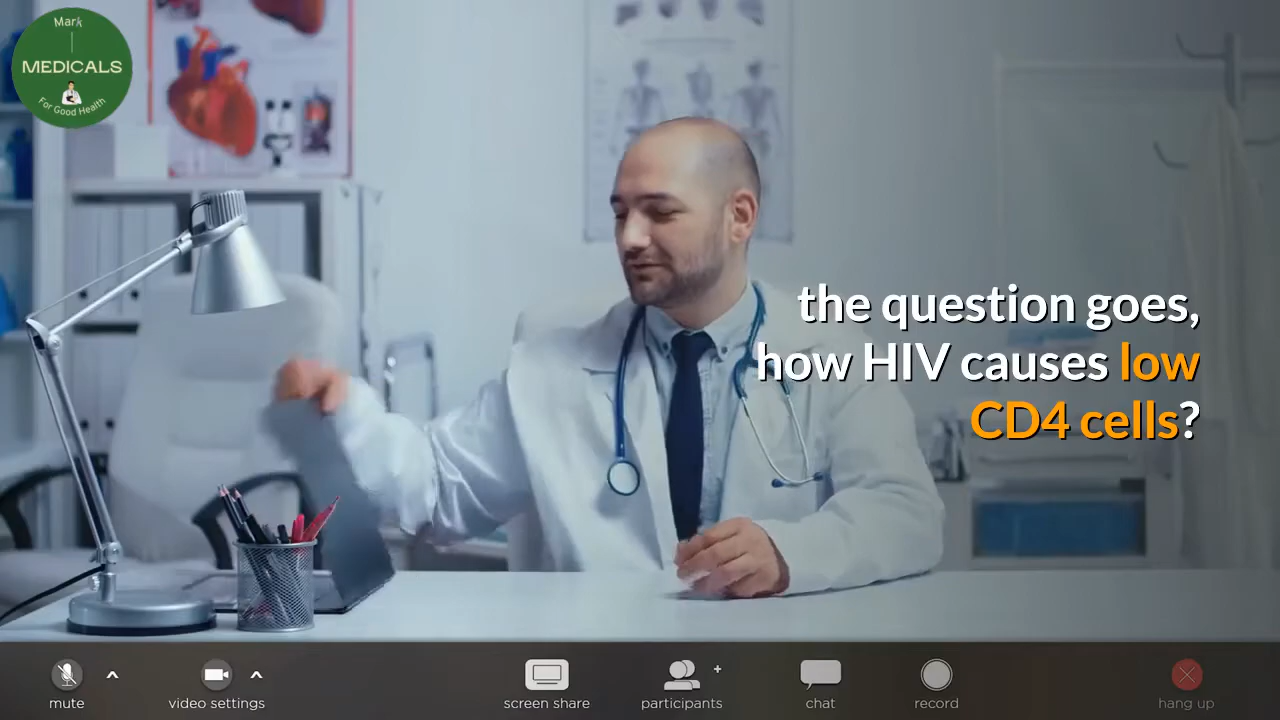 Mark
MEDICALS
For Good Health
the question goes,
how HIV causes low
CD4 cells?
mute
video settings
screen share
participants
chat
record
hang up